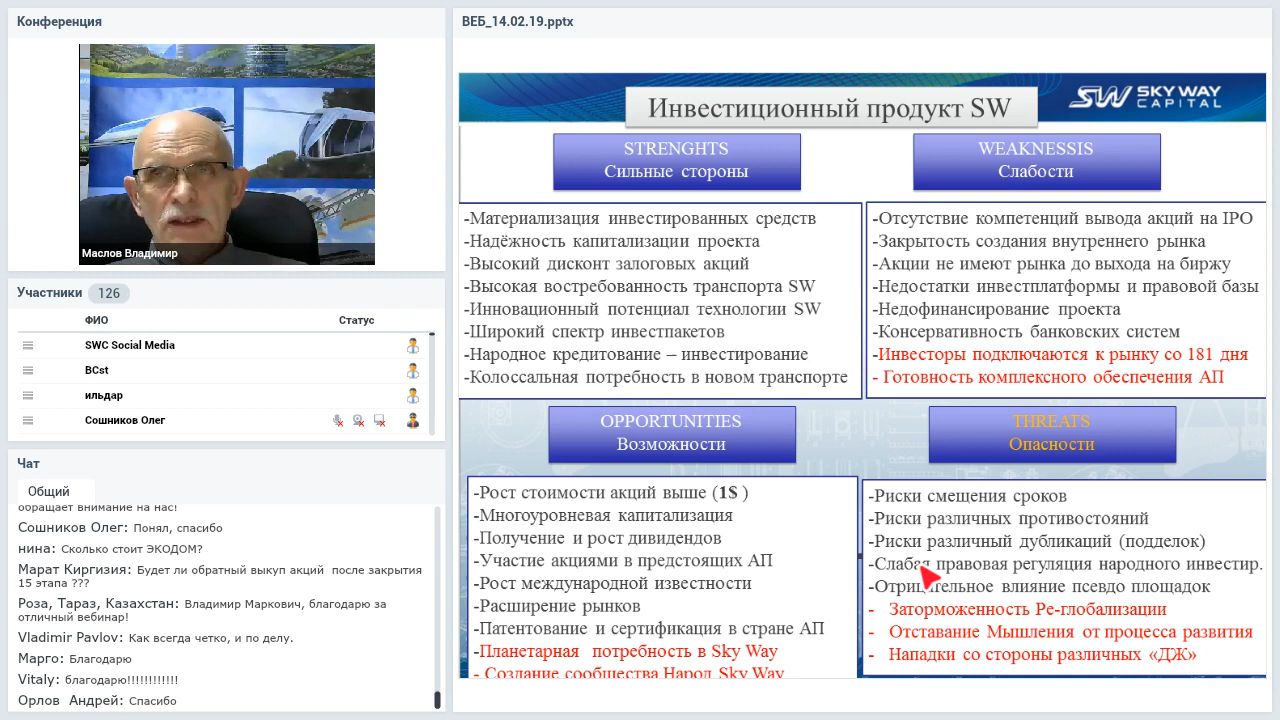 Конференция
Маслов Владимир
Участники 126
ФИО Статус
SWC Social Media
BCst
ильдар
Сошников Олег
Чат
Общий
обращает внимание на нас!
Сошников Олег: Понял, спасибо
нина: Сколько стоит ЭКОДОМ?
Марат Киргизия: Будет ли обратный выкуп акций после закрытия
15 этапа ???
Роза, Тараз, Казахстан: Владимир Маркович, благодарю за
отличный вебинар!
Vladimir Pavlov: Как всегда четко, и по делу.
Марго: Благодарю
Vitaly: благодарю!!!!!!!!!!!!
Орлов Андрей: Спасибо
ВЕБ_14.02.19.pptx
SW SKY WAY
CAPITAL
Инвестиционный продукт SW
STRENGHTS
Сильные стороны
-Материализация инвестированных средств
-Надёжность капитализации проекта
-Высокий дисконт залоговых акций
-Высокая востребованность транспорта SW
-Инновационный потенциал технологии SW
-Широкий спектр инвестпакетов
-Народное кредитование – инвестирование
-Колоссальная потребность в новом транспорте
WEAKNESSIS
Слабости
-Отсутствие компетенций вывода акций на IPO
-Закрытость создания внутреннего рынка
-Акции не имеют рынка до выхода на биржу
-Недостатки инвестплатформы и правовой базы
-Недофинансирование проекта
-Консервативность банковских систем
-Инвесторы подключаются к рынку со 181 дня
- Готовность комплексного обеспечения АП
OPPORTUNITIES
Возможности
-Рост стоимости акций выше (1$ )
-Многоуровневая капитализация
-Получение и рост дивидендов
-Участие акциями в предстоящих АП
-Рост международной известности
-Расширение рынков
-Патентование и сертификация в стране АП
-Планетарная потребность в Sky Way
- Создание сообщества Народ Sky Way
THREATS
Опасности
-Риски смещения сроков
-Риски различных противостояний
-Риски различный дубликаций (подделок)
-Слабая правовая регуляция народного инвестир.
-Отрицательное влияние псевдо площадок
- Заторможенность Ре-глобализации
- Отставание Мышления от процесса развития
- Нападки со стороны различных «ДЖ»